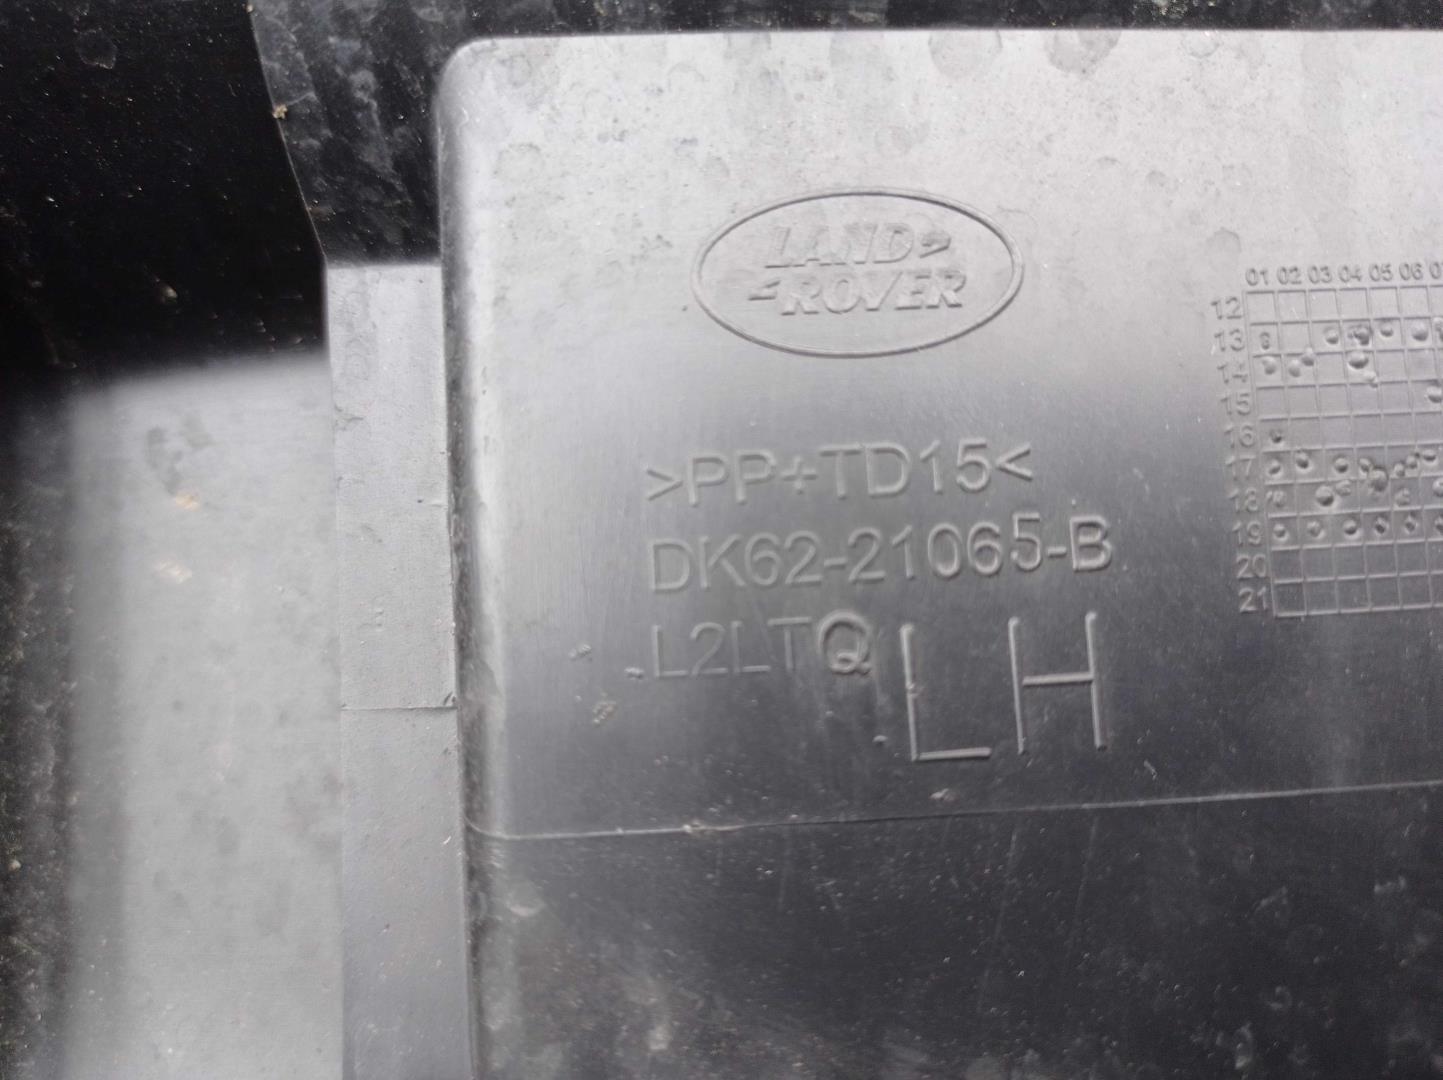 LAND
ROVER
>PP+TD15<
DK62-21065-B
L2LTQ
LH
01 02 03 04 05 06
12
13
14
15
16
17
18
19
20
21